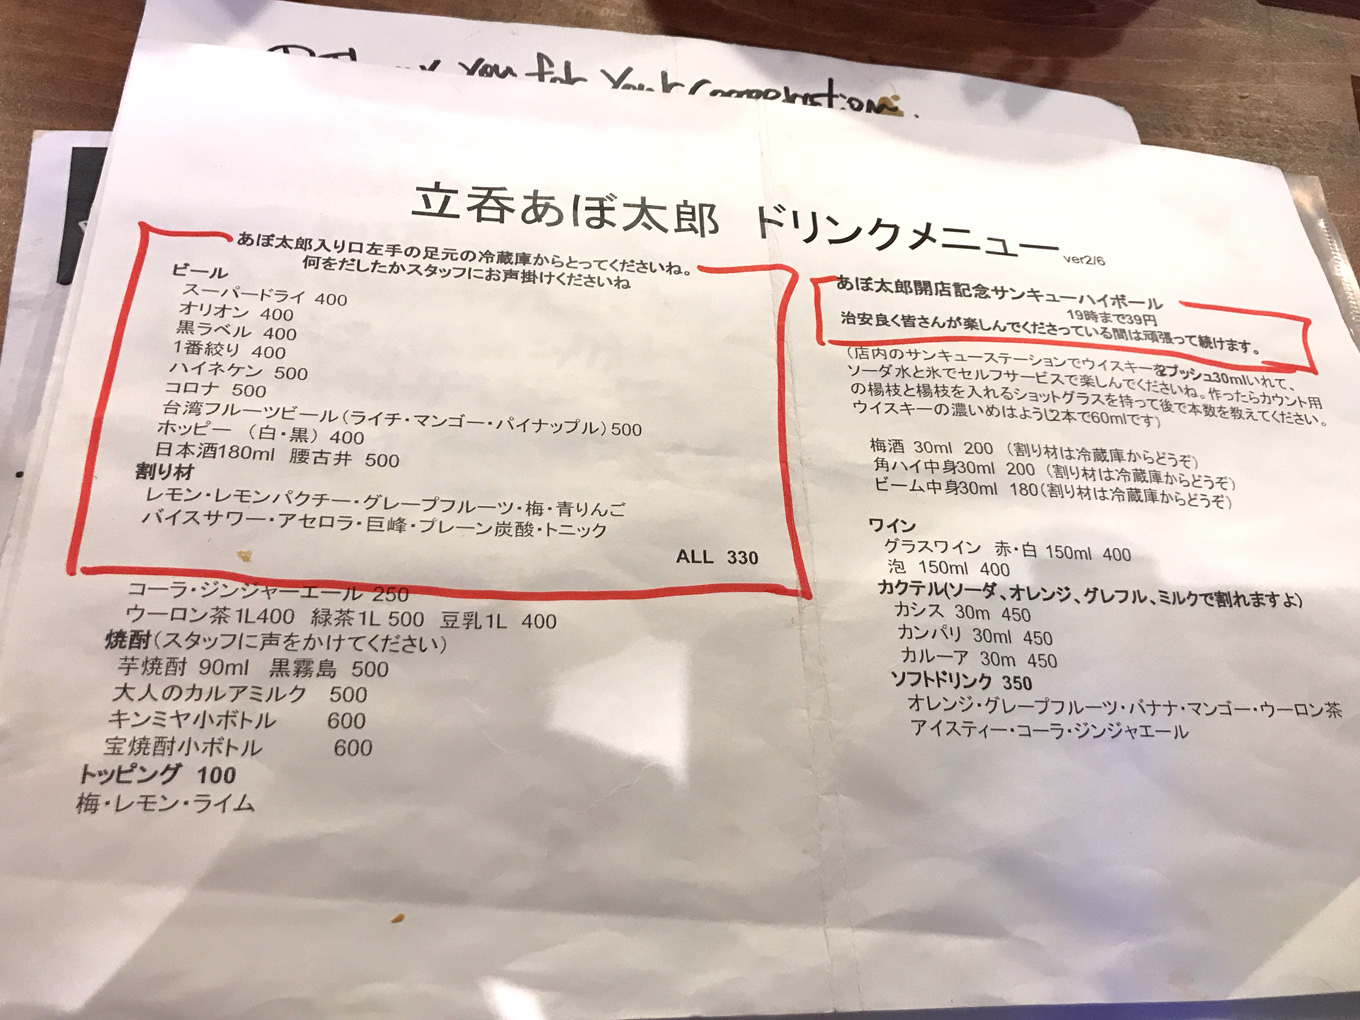 you for your cooperation.
立呑あぼ太郎 ドリンクメニュー ver2/6
あぼ太郎入り口左手の足元の冷蔵庫からとってくださいね。
何をだしたかスタッフにお声掛けくださいね
ビール
スーパードライ 400
オリオン 400
黒ラベル 400
1番絞り 400
ハイネケン 500
コロナ 500
台湾フルーツビール(ライチ・マンゴー・パイナップル)500
ホッピー (白・黒) 400
日本酒180ml 腰古井 500
割り材
レモン・レモンパクチー・グレープフルーツ・梅・青りんご
バイスサワー・アセロラ・巨峰・プレーン炭酸・トニック
ALL 330
コーラ・ジンジャーエール 250
ウーロン茶1L400 緑茶1L 500 豆乳1L 400
焼酎(スタッフに声をかけてください)
芋焼酎 90ml 黒霧島 500
大人のカルアミルク 500
キンミヤ小ボトル 600
宝焼酎小ボトル 600
トッピング 100
梅・レモン・ライム
あぼ太郎開店記念サンキューハイボール
19時まで39円
治安良く皆さんが楽しんでくださっている間は頑張って続けます。
(店内のサンキューステーションでウイスキーを2プッシュ30mlいれて、
ソーダ水と氷でセルフサービスで楽しんでくださいね。作ったらカウント用
の楊枝と楊枝を入れるショットグラスを持って後で本数を教えてください。
ウイスキーの濃いめはよう以2本で60mlです)
梅酒 30ml 200 (割り材は冷蔵庫からどうぞ)
角ハイ中身30ml 200 (割り材は冷蔵庫からどうぞ)
ビーム中身30ml 180(割り材は冷蔵庫からどうぞ)
ワイン
グラスワイン 赤・白 150ml 400
泡 150ml 400
カクテル(ソーダ、オレンジ、グレフル、ミルクで割れますよ)
カシス 30m 450
カンパリ 30ml 450
カルーア 30m 450
ソフトドリンク 350
オレンジ・グレープフルーツ・バナナ・マンゴー・ウーロン茶
アイスティー・コーラ・ジンジャエール